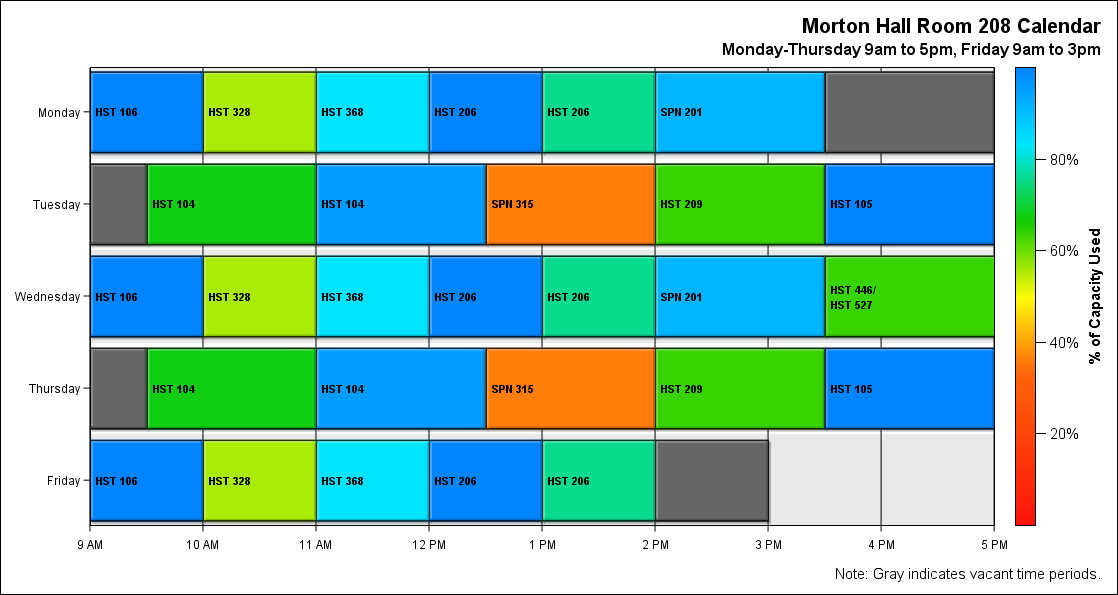 Morton Hall Room 208 Calendar
Monday-Thursday 9am to 5pm, Friday 9am to 3pm
Monday
HST 106
HST 328
HST 368
HST 206
HST 206
SPN 201
Tuesday
HST 104
HST 104
SPN 315
HST 209
HST 105
Wednesday
HST 106
HST 328
HST 368
HST 206
HST 206
SPN 201
HST 446/
HST 527
Thursday
HST 104
HST 104
SPN 315
HST 209
HST 105
Friday
HST 106
HST 328
HST 368
HST 206
HST 206
9 AM
10 AM
11 AM
12 PM
1 PM
2 PM
3 PM
4 PM
5 PM
80%
60%
40%
20%
% of Capacity Used
Note: Gray indicates vacant time periods.